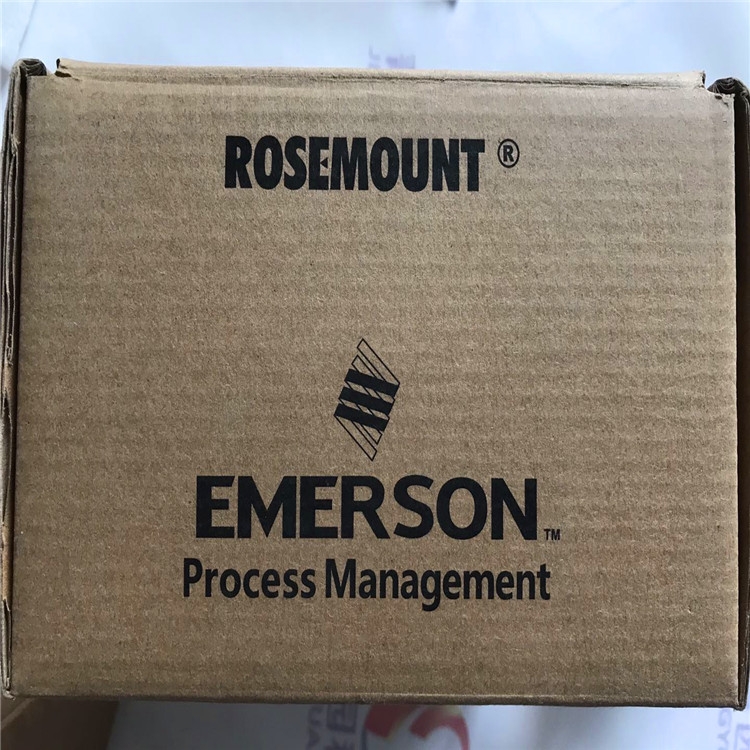 ROSEMOUNT ®
EMERSON™
Process Management